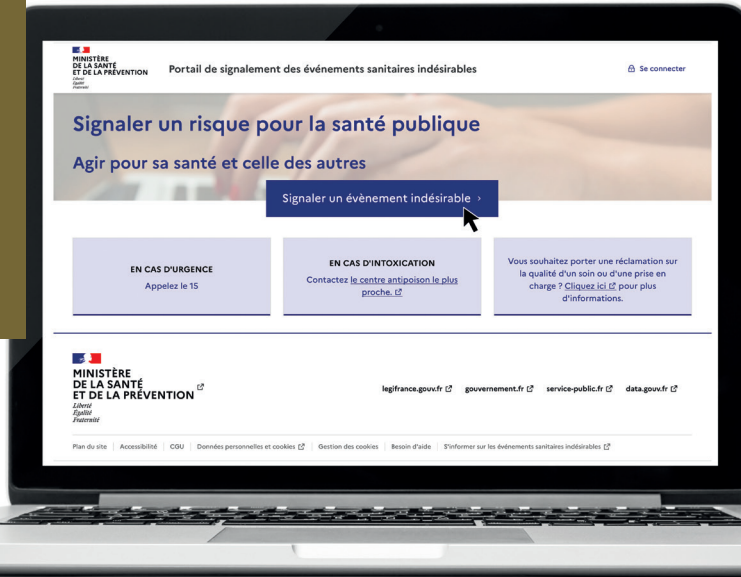 MINISTÈRE
DE LA SANTÉ
ET DE LA PRÉVENTION
Liberté
Égalité
Fraternité
Portail de signalement des événements sanitaires indésirables
Se connecter
Signaler un risque pour la santé publique
Agir pour sa santé et celle des autres
Signaler un évènement indésirable ›
EN CAS D'URGENCE
Appelez le 15
EN CAS D'INTOXICATION
Contactez le centre antipoison le plus
proche.
Vous souhaitez porter une réclamation sur
la qualité d'un soin ou d'une prise en
charge ? Cliquez ici pour plus
d'informations.
MINISTÈRE
DE LA SANTÉ
ET DE LA PRÉVENTION
Liberté
Égalité
Fraternité
legifrance.gouv.fr gouvernement.fr service-public.fr data.gouv.fr
Plan du site | Accessibilité | CGU | Données personnelles et cookies | Gestion des cookies | Besoin d'aide | S'informer sur les événements sanitaires indésirables